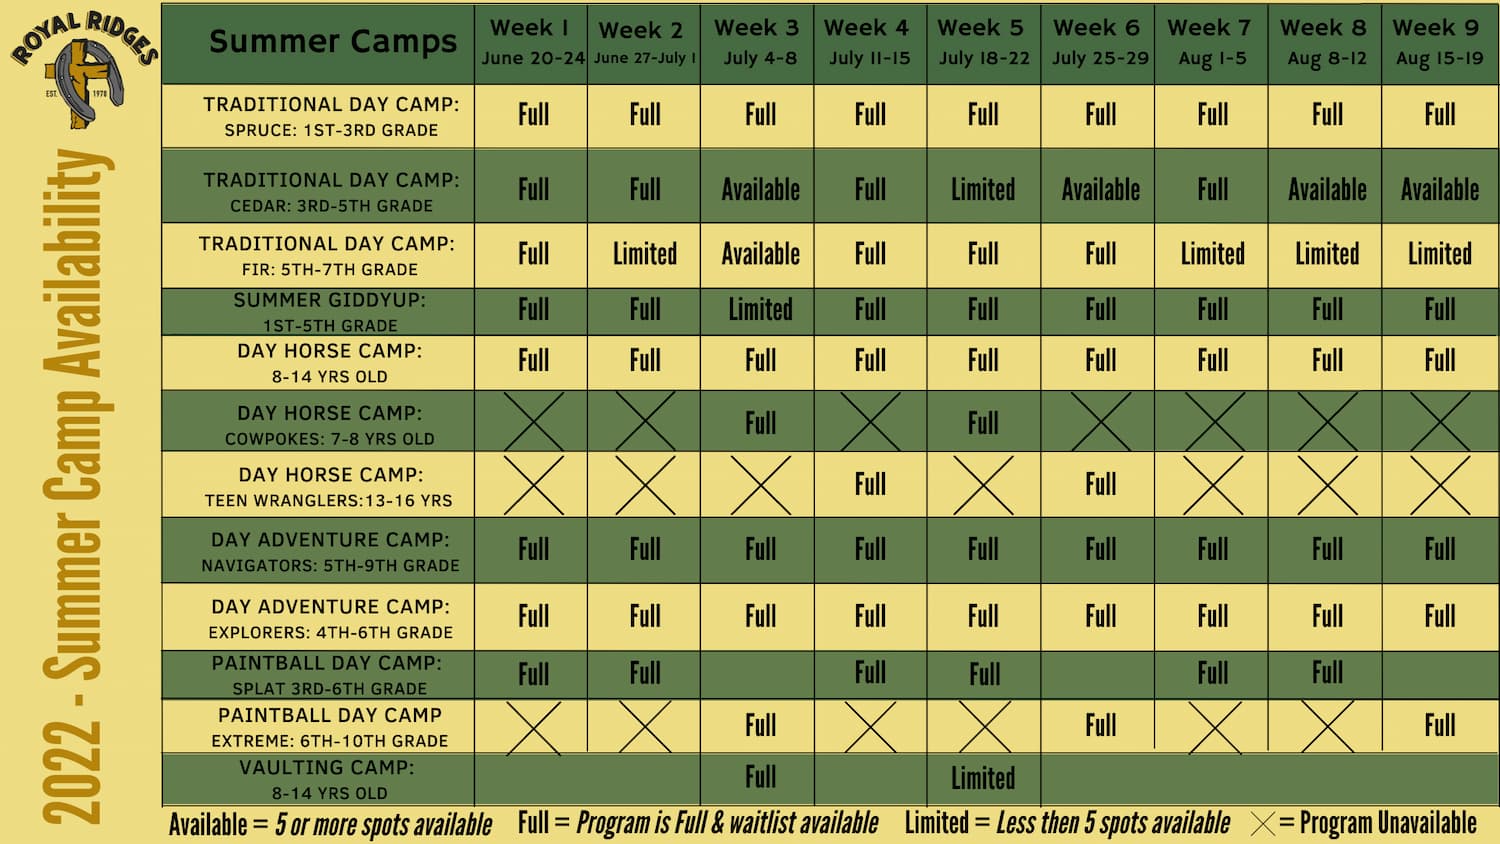 ROYAL RIDGES
EST. 1978
2022 - Summer Camp Availability
Summer Camps
Week 1
June 20-24
Week 2
June 27-July 1
Week 3
July 4-8
Week 4
July 11-15
Week 5
July 18-22
Week 6
July 25-29
Week 7
Aug 1-5
Week 8
Aug 8-12
Week 9
Aug 15-19
TRADITIONAL DAY CAMP:
SPRUCE: 1ST-3RD GRADE
Full Full Full Full Full Full Full Full Full
TRADITIONAL DAY CAMP:
CEDAR: 3RD-5TH GRADE
Full Full Available Full Limited Available Full Available Available
TRADITIONAL DAY CAMP:
FIR: 5TH-7TH GRADE
Full Limited Available Full Full Full Limited Limited Limited
SUMMER GIDDYUP:
1ST-5TH GRADE
Full Full Limited Full Full Full Full Full Full
DAY HORSE CAMP:
8-14 YRS OLD
Full Full Full Full Full Full Full Full Full
DAY HORSE CAMP:
COWPOKES: 7-8 YRS OLD
Full Full
DAY HORSE CAMP:
TEEN WRANGLERS:13-16 YRS
Full Full
DAY ADVENTURE CAMP:
NAVIGATORS: 5TH-9TH GRADE
Full Full Full Full Full Full Full Full Full
DAY ADVENTURE CAMP:
EXPLORERS: 4TH-6TH GRADE
Full Full Full Full Full Full Full Full Full
PAINTBALL DAY CAMP:
SPLAT 3RD-6TH GRADE
Full Full Full Full Full Full
PAINTBALL DAY CAMP
EXTREME: 6TH-10TH GRADE
Full Full Full
VAULTING CAMP:
8-14 YRS OLD
Full Limited
Available = 5 or more spots available Full = Program is Full & waitlist available Limited = Less then 5 spots available = Program Unavailable